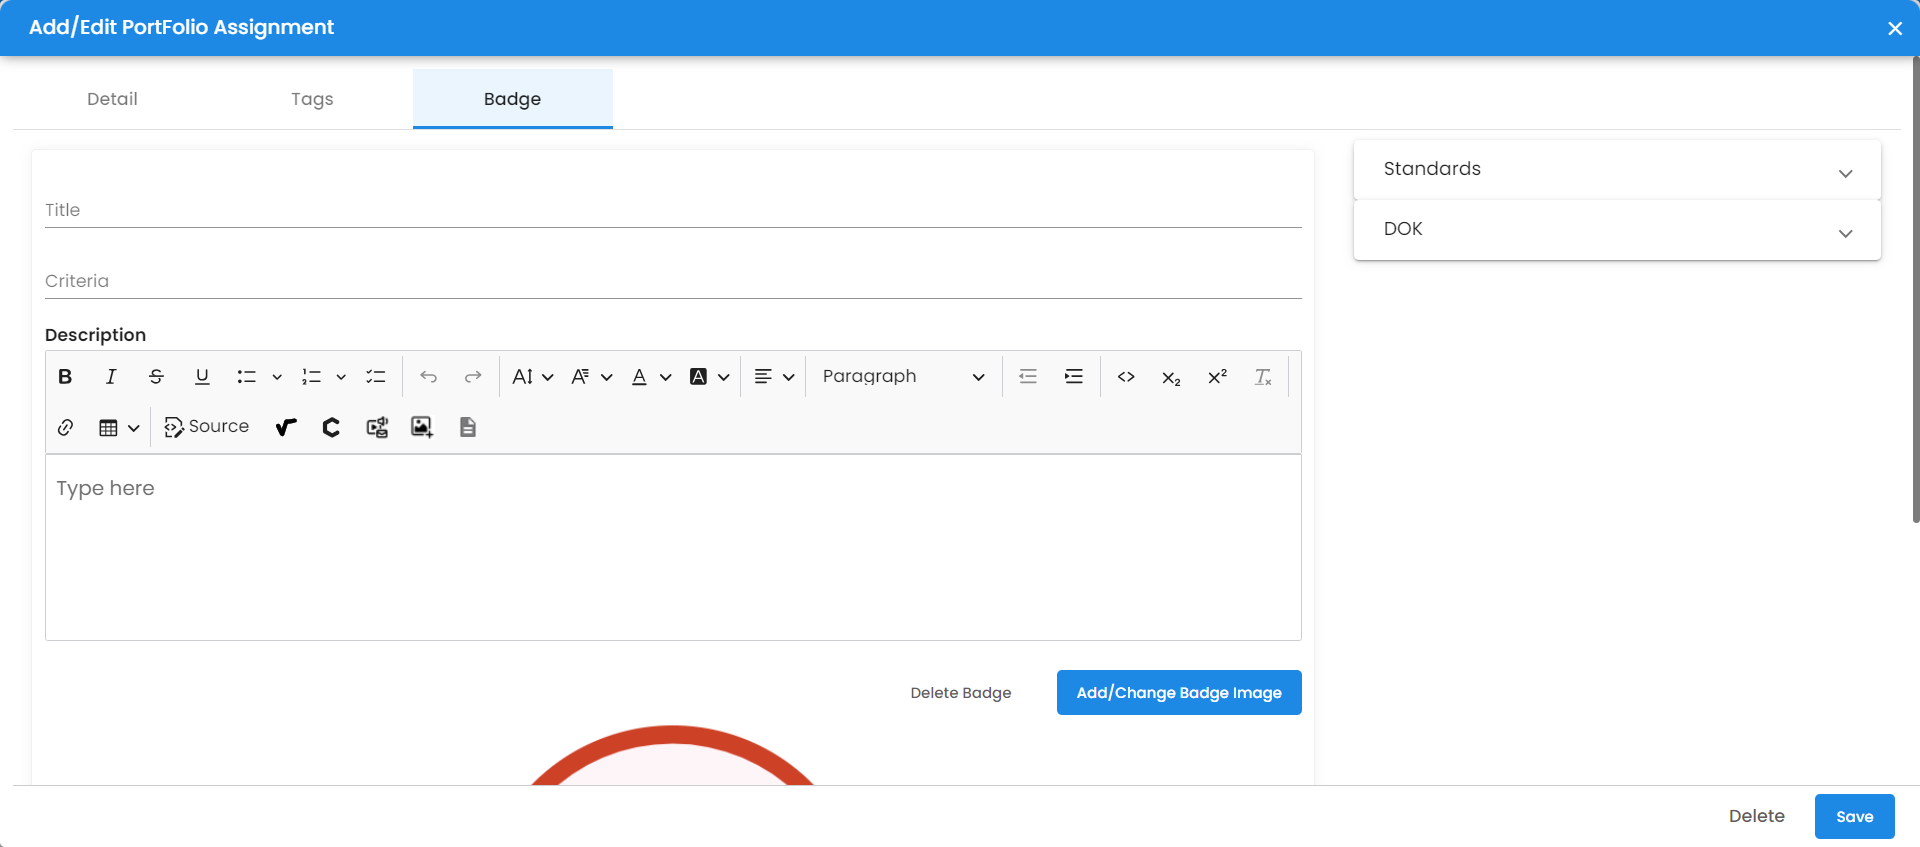 Add/Edit PortFolio Assignment
Detail
Tags
Badge
Title
Criteria
Description
Paragraph
Source
Type here
Delete Badge
Add/Change Badge Image
Standards
DOK
Delete
Save